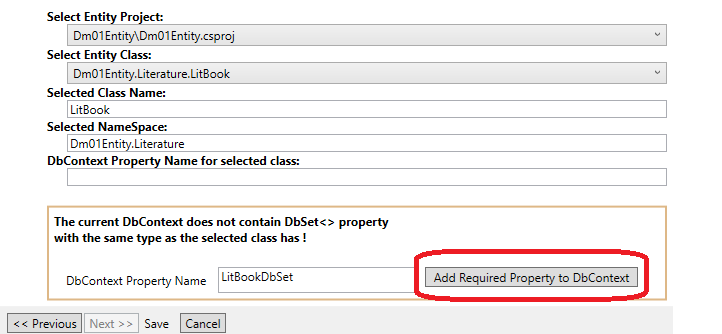 Select Entity Project:
Dm01Entity\Dm01Entity.csproj
Select Entity Class:
Dm01Entity.Literature.LitBook
Selected Class Name:
LitBook
Selected NameSpace:
Dm01Entity.Literature
DbContext Property Name for selected class:
The current DbContext does not contain DbSet<> property
with the same type as the selected class has !
DbContext Property Name LitBookDbSet Add Required Property to DbContext
<< Previous Next >> Save Cancel